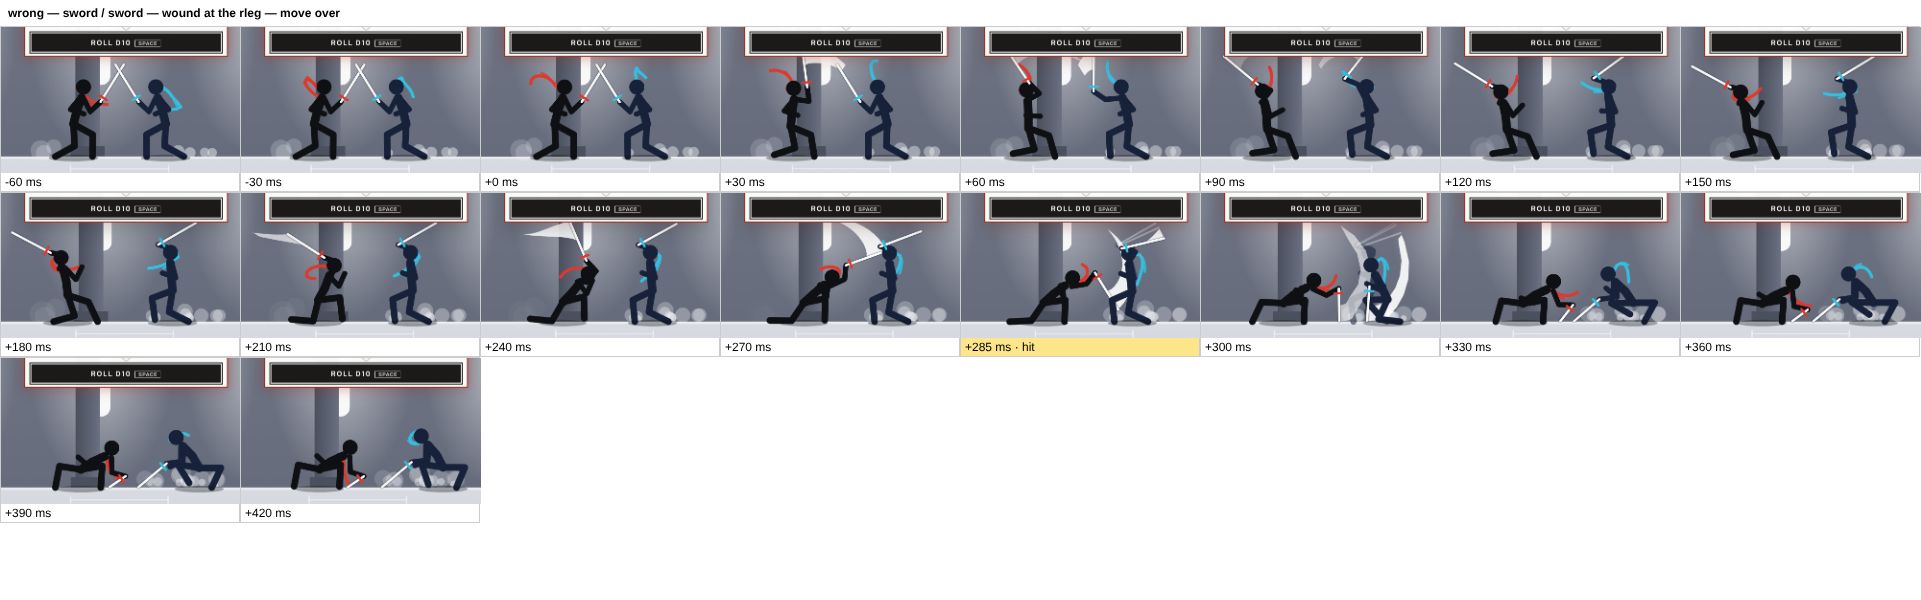 wrong — sword / sword — wound at the rleg — move over
ROLL D10 SPACE
ROLL D10 SPACE
ROLL D10 SPACE
ROLL D10 SPACE
ROLL D10 SPACE
ROLL D10 SPACE
ROLL D10 SPACE
ROLL D10 SPACE
-60 ms
-30 ms
+0 ms
+30 ms
+60 ms
+90 ms
+120 ms
+150 ms
ROLL D10 SPACE
ROLL D10 SPACE
ROLL D10 SPACE
ROLL D10 SPACE
ROLL D10 SPACE
ROLL D10 SPACE
ROLL D10 SPACE
ROLL D10 SPACE
+180 ms
+210 ms
+240 ms
+270 ms
+285 ms · hit
+300 ms
+330 ms
+360 ms
ROLL D10 SPACE
ROLL D10 SPACE
+390 ms
+420 ms